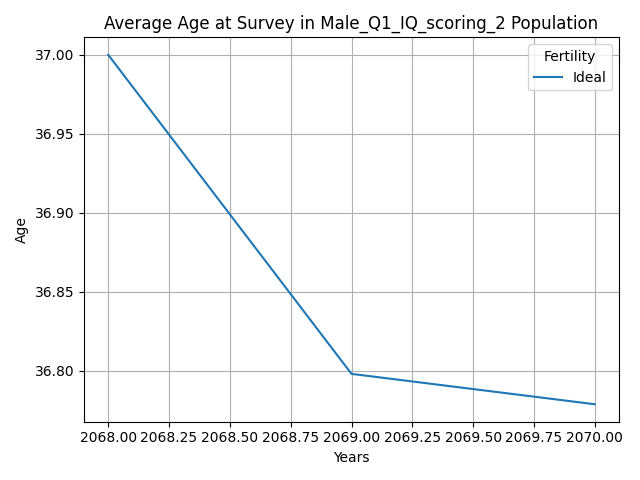 Average Age at Survey in Male_Q1_IQ_scoring_2 Population
Fertility
Ideal
37.00
36.95
36.90
36.85
36.80
Age
2068.00 2068.25 2068.50 2068.75 2069.00 2069.25 2069.50 2069.75 2070.00
Years